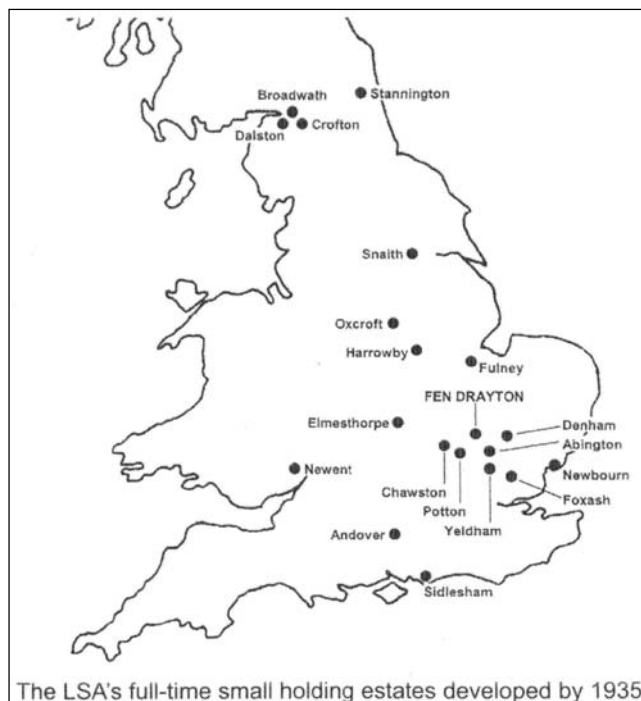 Broadwath
Stannington
Dalston
Crofton
Snaith
Oxcroft
Harrowby
Fulney
FEN DRAYTON
Elmesthorpe
Denham
Abington
Newent
Newbourn
Chawston
Foxash
Potton
Yeldham
Andover
Sidlesham
The LSA's full-time small holding estates developed by 1935